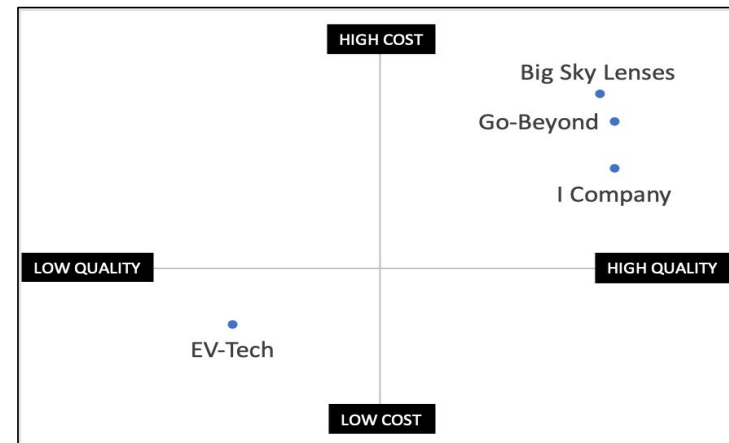 HIGH COST
Big Sky Lenses
Go-Beyond
I Company
LOW QUALITY
HIGH QUALITY
EV-Tech
LOW COST